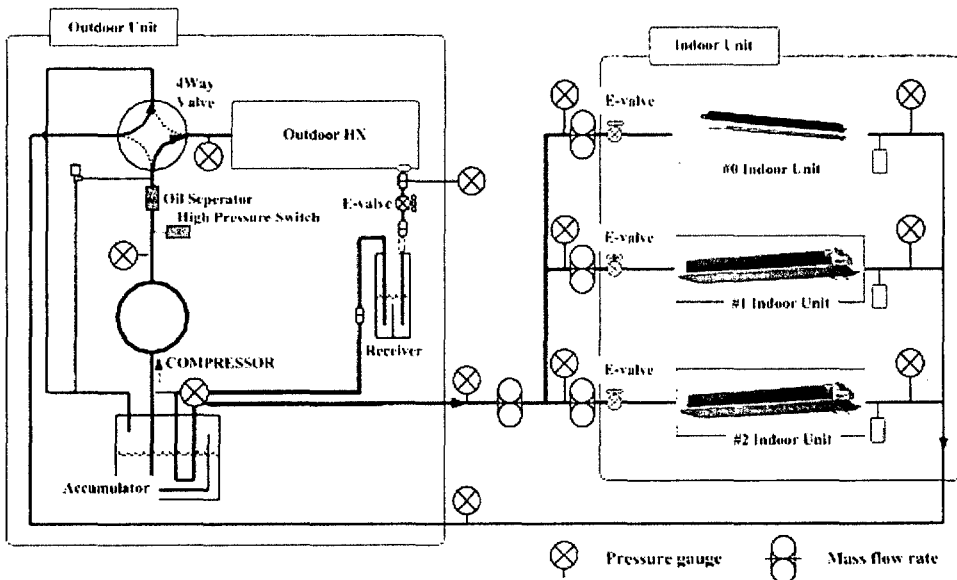 Outdoor Unit
Indoor Unit
4Way
Valve
Outdoor HX
E-valve
#0 Indoor Unit
Oil Seperator
High Pressure Switch
E-valve
E-valve
#1 Indoor Unit
Receiver
COMPRESSOR
E-valve
#2 Indoor Unit
Accumulator
Pressure gauge
Mass flow rate